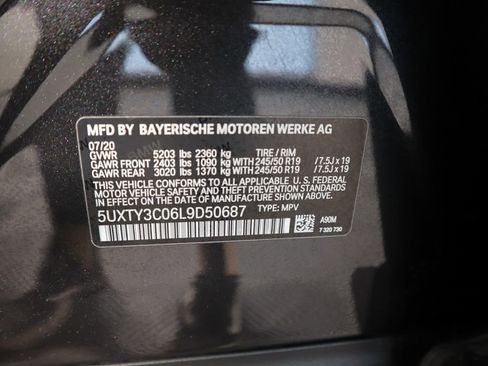 MFD BY BAYERISCHE MOTOREN WERKE AG
07/20
GVWR 5203 lbs 2360 kg TIRE / RIM
GAWR FRONT 2403 lbs 1090 kg WITH 245/50 R19 / 7.5J x 19
GAWR REAR 3020 lbs 1370 kg WITH 245/50 R19 / 7.5J x 19
THIS VEHICLE CONFORMS TO ALL APPLICABLE FEDERAL
MOTOR VEHICLE SAFETY AND THEFT PREVENTION STANDARDS
IN EFFECT ON THE DATE OF MANUFACTURE SHOWN ABOVE.
5UXTY3C06L9D50687 TYPE: MPV
A90M
7 320 730